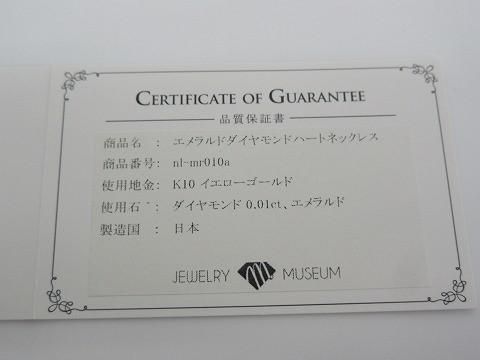 CERTIFICATE OF GUARANTEE
品質保証書
商品名 : エメラルドダイヤモンドハートネックレス
商品番号: nl-mr010a
使用地金: K10 イエローゴールド
使用石 : ダイヤモンド 0.01ct、エメラルド
製造国 : 日本
JEWELRY m MUSEUM